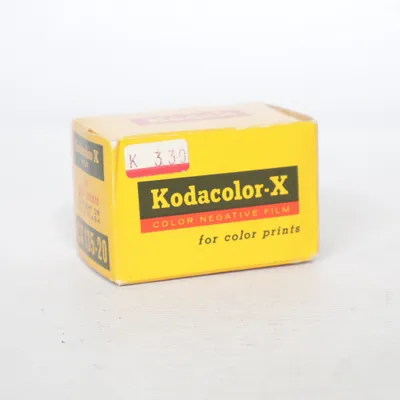 K 330
Kodacolor-X
COLOR NEGATIVE FILM
for color prints
Kodacolor-X
135-20